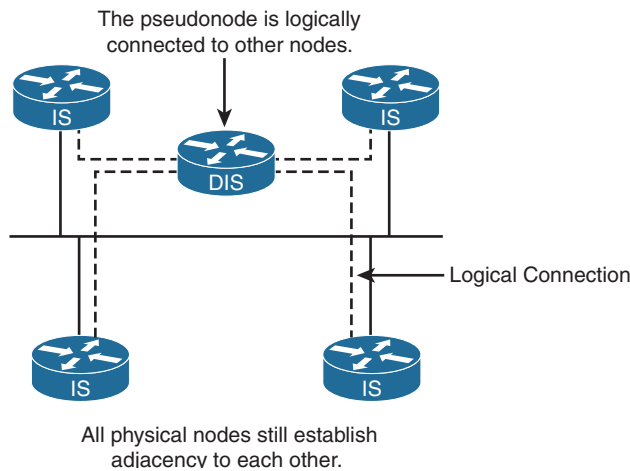 The pseudonode is logically
connected to other nodes.
IS
IS
DIS
Logical Connection
IS
IS
All physical nodes still establish
adjacency to each other.